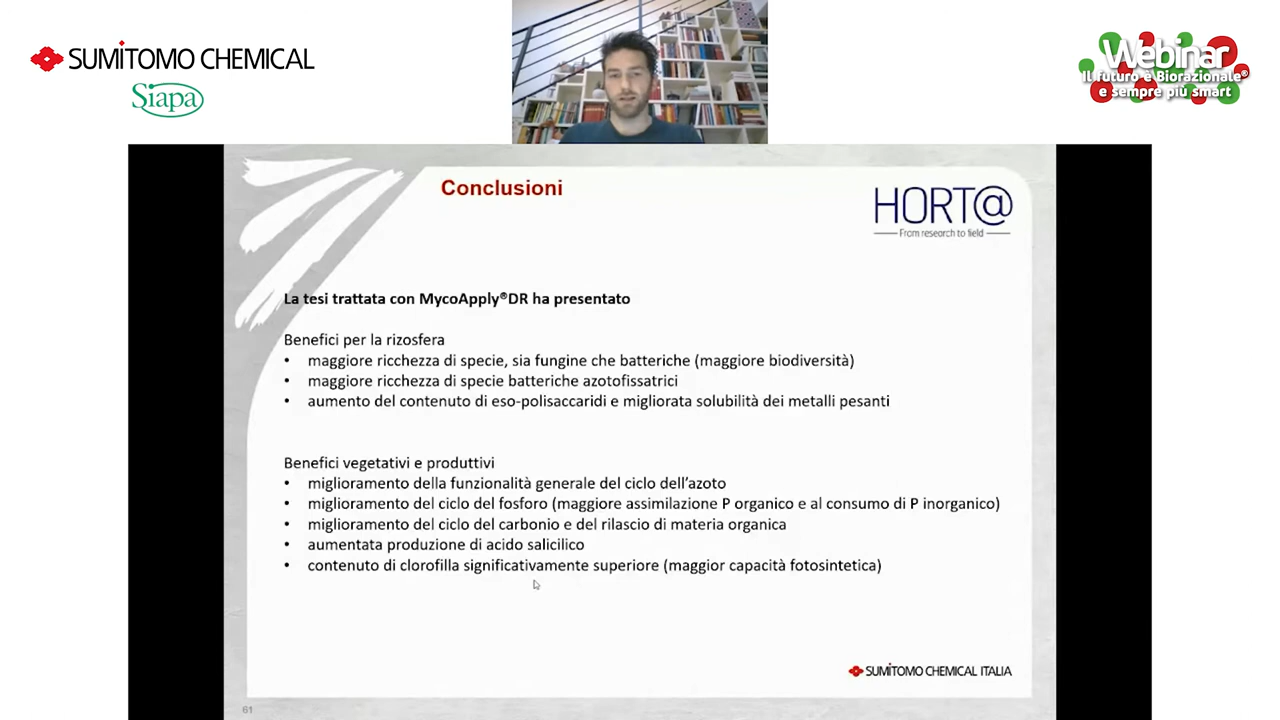 SUMITOMO CHEMICAL
Siapa
Webinar
Il futuro è Biorazionale®
e sempre più smart
Conclusioni
HORT@
From research to field
La tesi trattata con MycoApply®DR ha presentato
Benefici per la rizosfera
• maggiore ricchezza di specie, sia fungine che batteriche (maggiore biodiversità)
• maggiore ricchezza di specie batteriche azotofissatrici
• aumento del contenuto di eso-polisaccaridi e migliorata solubilità dei metalli pesanti
Benefici vegetativi e produttivi
• miglioramento della funzionalità generale del ciclo dell'azoto
• miglioramento del ciclo del fosforo (maggiore assimilazione P organico e al consumo di P inorganico)
• miglioramento del ciclo del carbonio e del rilascio di materia organica
• aumentata produzione di acido salicilico
• contenuto di clorofilla significativamente superiore (maggior capacità fotosintetica)
SUMITOMO CHEMICAL ITALIA
61